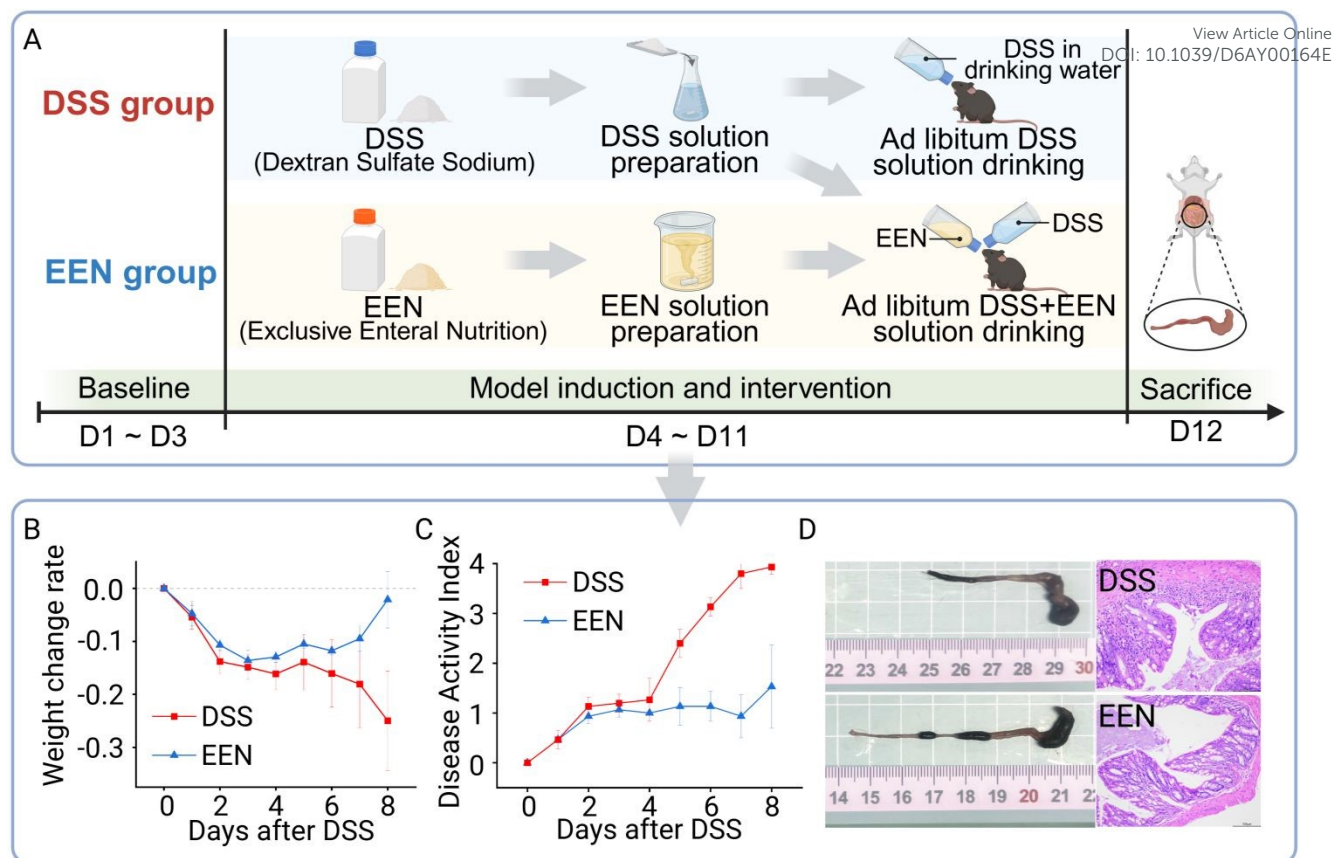 View Article Online
DOI: 10.1039/D6AY00164E
A
DSS group
DSS
(Dextran Sulfate Sodium)
DSS solution
preparation
DSS in
drinking water
Ad libitum DSS
solution drinking
EEN group
EEN
(Exclusive Enteral Nutrition)
EEN solution
preparation
EEN
DSS
Ad libitum DSS+EEN
solution drinking
Baseline
Model induction and intervention
Sacrifice
D1 ~ D3
D4 ~ D11
D12
B
Weight change rate
0.0
-0.1
-0.2
-0.3
DSS
EEN
0 2 4 6 8
Days after DSS
C
Disease Activity Index
4
3
2
1
0
DSS
EEN
0 2 4 6 8
Days after DSS
D
22 23 24 25 26 27 28 29 30
DSS
14 15 16 17 18 19 20 21 22
EEN